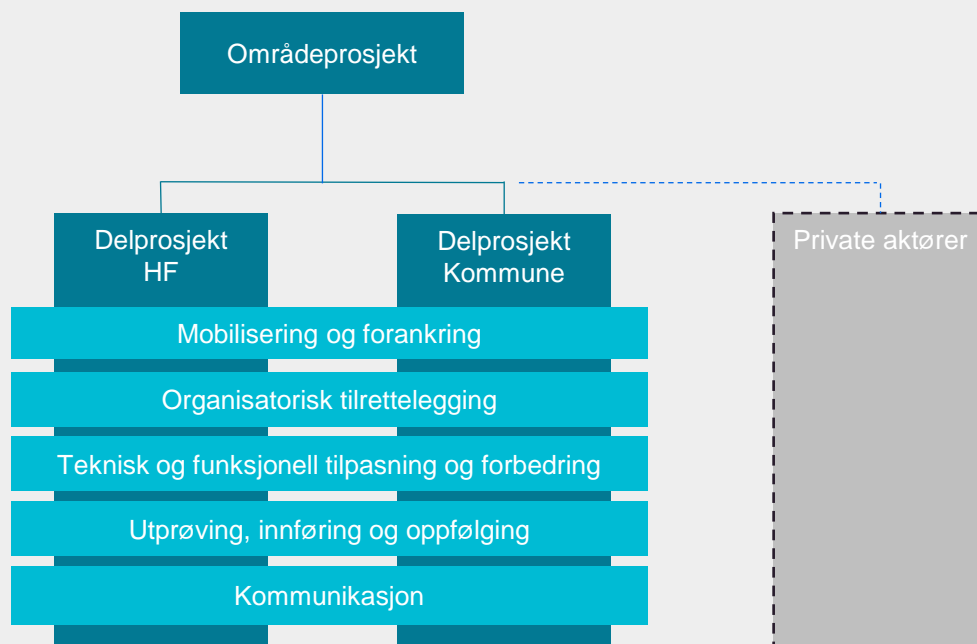 Områdeprosjekt
Delprosjekt
HF
Delprosjekt
Kommune
Private aktører
Mobilisering og forankring
Organisatorisk tilrettelegging
Teknisk og funksjonell tilpasning og forbedring
Utprøving, innføring og oppfølging
Kommunikasjon